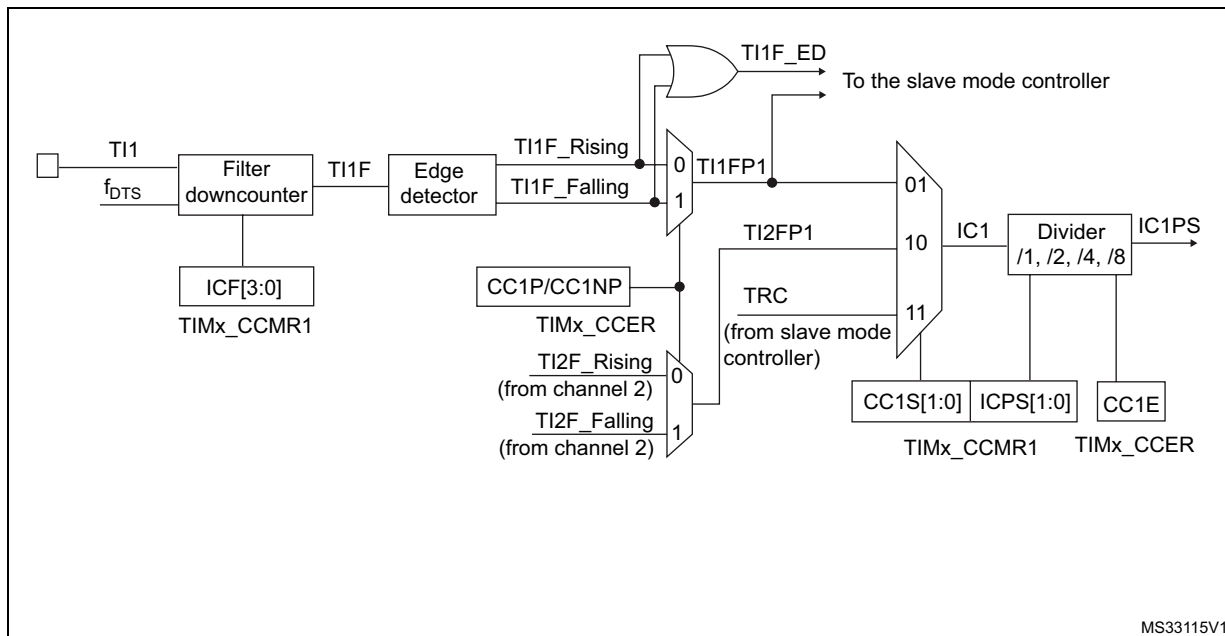 TI1F_ED
To the slave mode controller
TI1
f_DTS
Filter
downcounter
TI1F
Edge
detector
TI1F_Rising
TI1F_Falling
0
1
TI1FP1
01
10
11
TI2FP1
TRC
(from slave mode
controller)
IC1
Divider
/1, /2, /4, /8
IC1PS
ICF[3:0]
TIMx_CCMR1
CC1P/CC1NP
TIMx_CCER
TI2F_Rising
(from channel 2)
TI2F_Falling
(from channel 2)
0
1
CC1S[1:0]
ICPS[1:0]
TIMx_CCMR1
CC1E
TIMx_CCER
MS33115V1